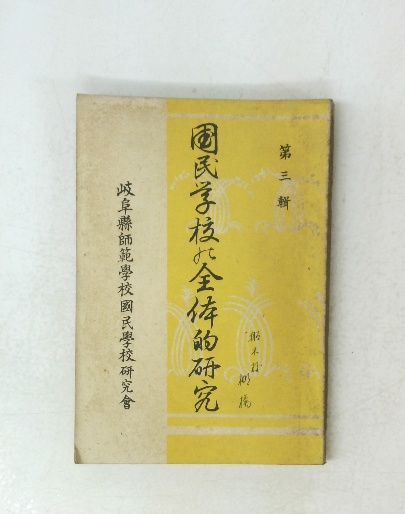 第三輯
国民学校の全体的研究
岐阜縣師範學校國民學校研究會